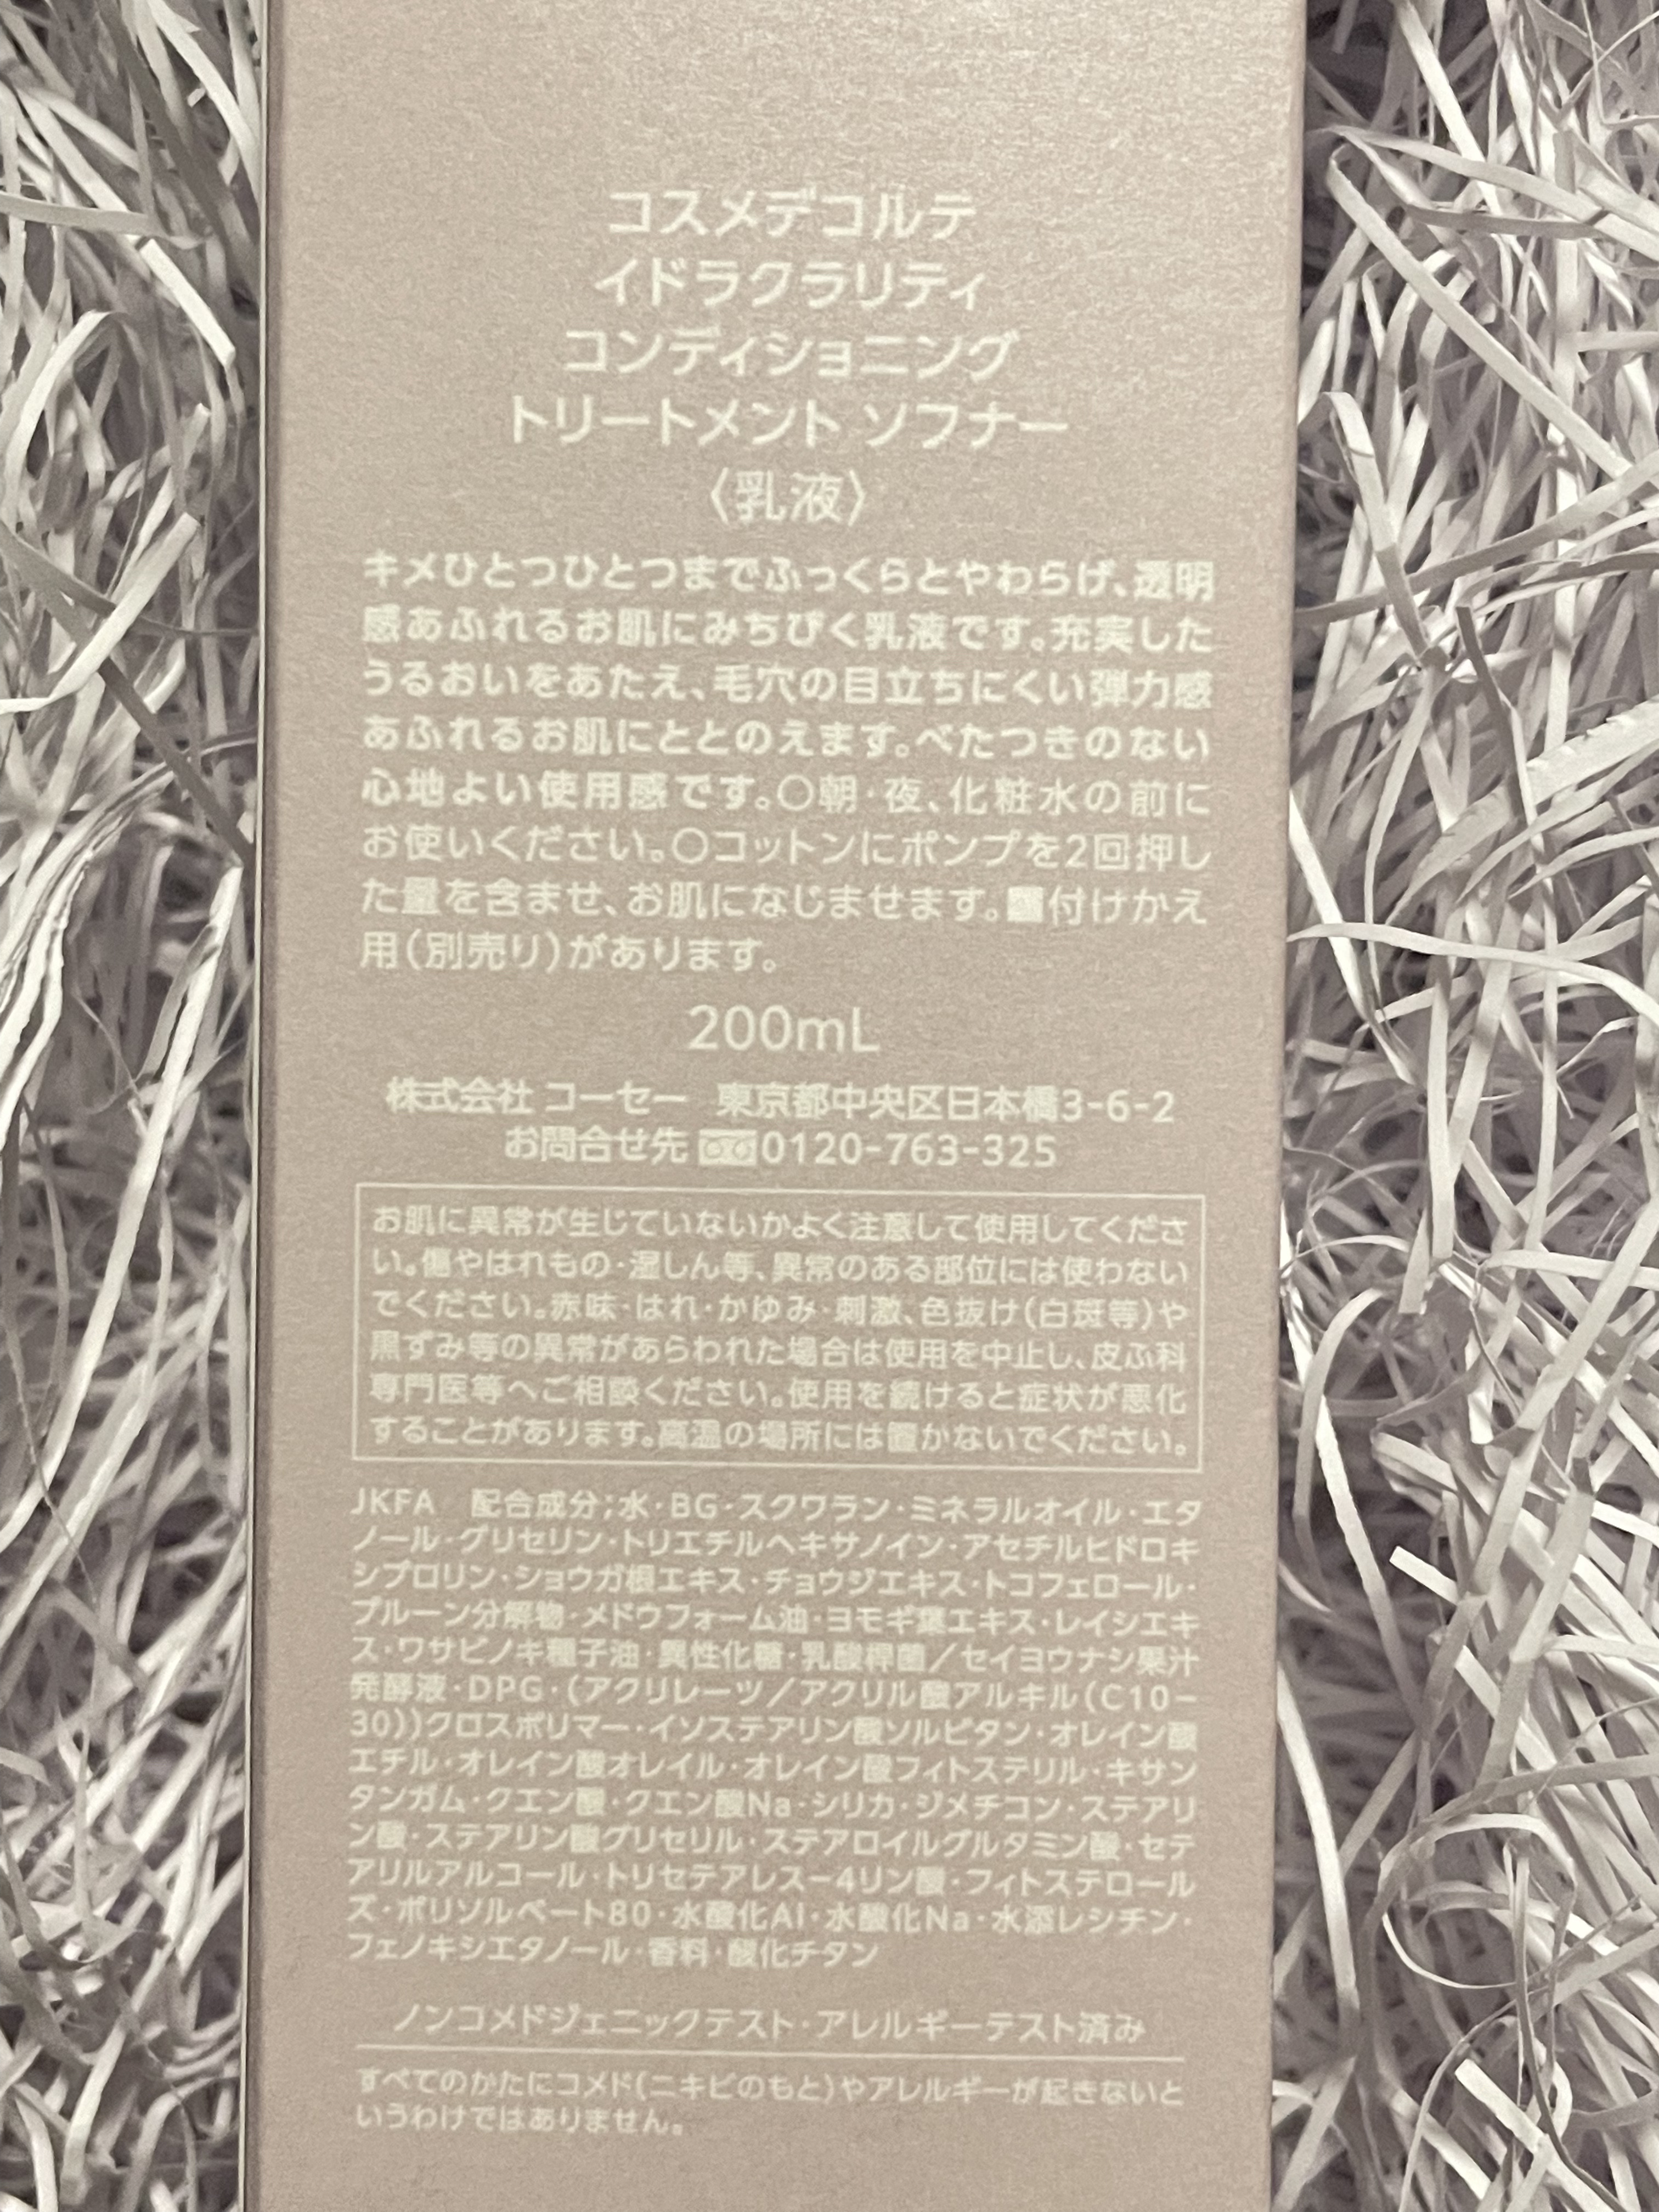 コスメデコルテ
イドラクラリティ
コンディショニング
トリートメント ソフナー
〈乳液〉
キメひとつひとつまでふっくらとやわらげ、透明
感あふれるお肌にみちびく乳液です。充実した
うるおいをあたえ、毛穴の目立ちにくい弾力感
あふれるお肌にととのえます。べたつきのない
心地よい使用感です。〇朝・夜、化粧水の前に
お使いください。〇コットンにポンプを2回押し
た量を含ませ、お肌になじませます。■付けかえ
用(別売り)があります。
200mL
株式会社 コーセー 東京都中央区日本橋3-6-2
お問合せ先 0120-763-325
お肌に異常が生じていないかよく注意して使用してくださ
い。傷やはれもの・湿しん等、異常のある部位には使わない
でください。赤味・はれ・かゆみ・刺激、色抜け(白斑等)や
黒ずみ等の異常があらわれた場合は使用を中止し、皮ふ科
専門医等へご相談ください。使用を続けると症状が悪化
することがあります。高温の場所には置かないでください。
JKFA 配合成分;水・BG・スクワラン・ミネラルオイル・エタ
ノール・グリセリン・トリエチルヘキサノイン・アセチルヒドロキ
シプロリン・ショウガ根エキス・チョウジエキス・トコフェロール・
プルーン分解物・メドウフォーム油・ヨモギ葉エキス・レイシエキ
ス・ワサビノキ種子油・異性化糖・乳酸桿菌/セイヨウナシ果汁
発酵液・DPG・(アクリレーツ/アクリル酸アルキル(C10-
30))クロスポリマー・イソステアリン酸ソルビタン・オレイン酸
エチル・オレイン酸オレイル・オレイン酸フィトステリル・キサン
タンガム・クエン酸・クエン酸Na・シリカ・ジメチコン・ステアリ
ン酸・ステアリン酸グリセリル・ステアロイルグルタミン酸・セテ
アリルアルコール・トリセテアレス-4リン酸・フィトステロール
ズ・ポリソルベート80・水酸化Al・水酸化Na・水添レシチン・
フェノキシエタノール・香料・酸化チタン
ノンコメドジェニックテスト・アレルギーテスト済み
すべてのかたにコメド(ニキビのもと)やアレルギーが起きないと
いうわけではありません。